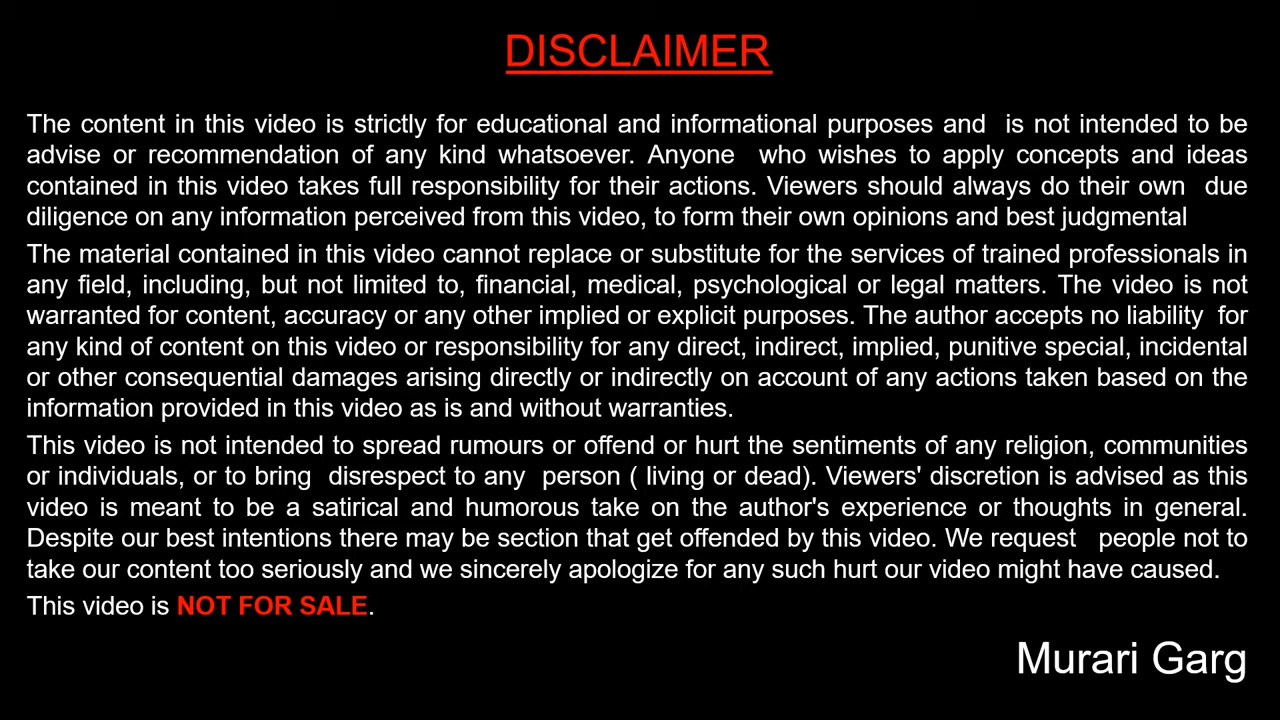 DISCLAIMER
The content in this video is strictly for educational and informational purposes and is not intended to be
advise or recommendation of any kind whatsoever. Anyone who wishes to apply concepts and ideas
contained in this video takes full responsibility for their actions. Viewers should always do their own due
diligence on any information perceived from this video, to form their own opinions and best judgmental
The material contained in this video cannot replace or substitute for the services of trained professionals in
any field, including, but not limited to, financial, medical, psychological or legal matters. The video is not
warranted for content, accuracy or any other implied or explicit purposes. The author accepts no liability for
any kind of content on this video or responsibility for any direct, indirect, implied, punitive special, incidental
or other consequential damages arising directly or indirectly on account of any actions taken based on the
information provided in this video as is and without warranties.
This video is not intended to spread rumours or offend or hurt the sentiments of any religion, communities
or individuals, or to bring disrespect to any person ( living or dead). Viewers' discretion is advised as this
video is meant to be a satirical and humorous take on the author's experience or thoughts in general.
Despite our best intentions there may be section that get offended by this video. We request people not to
take our content too seriously and we sincerely apologize for any such hurt our video might have caused.
This video is NOT FOR SALE.
Murari Garg